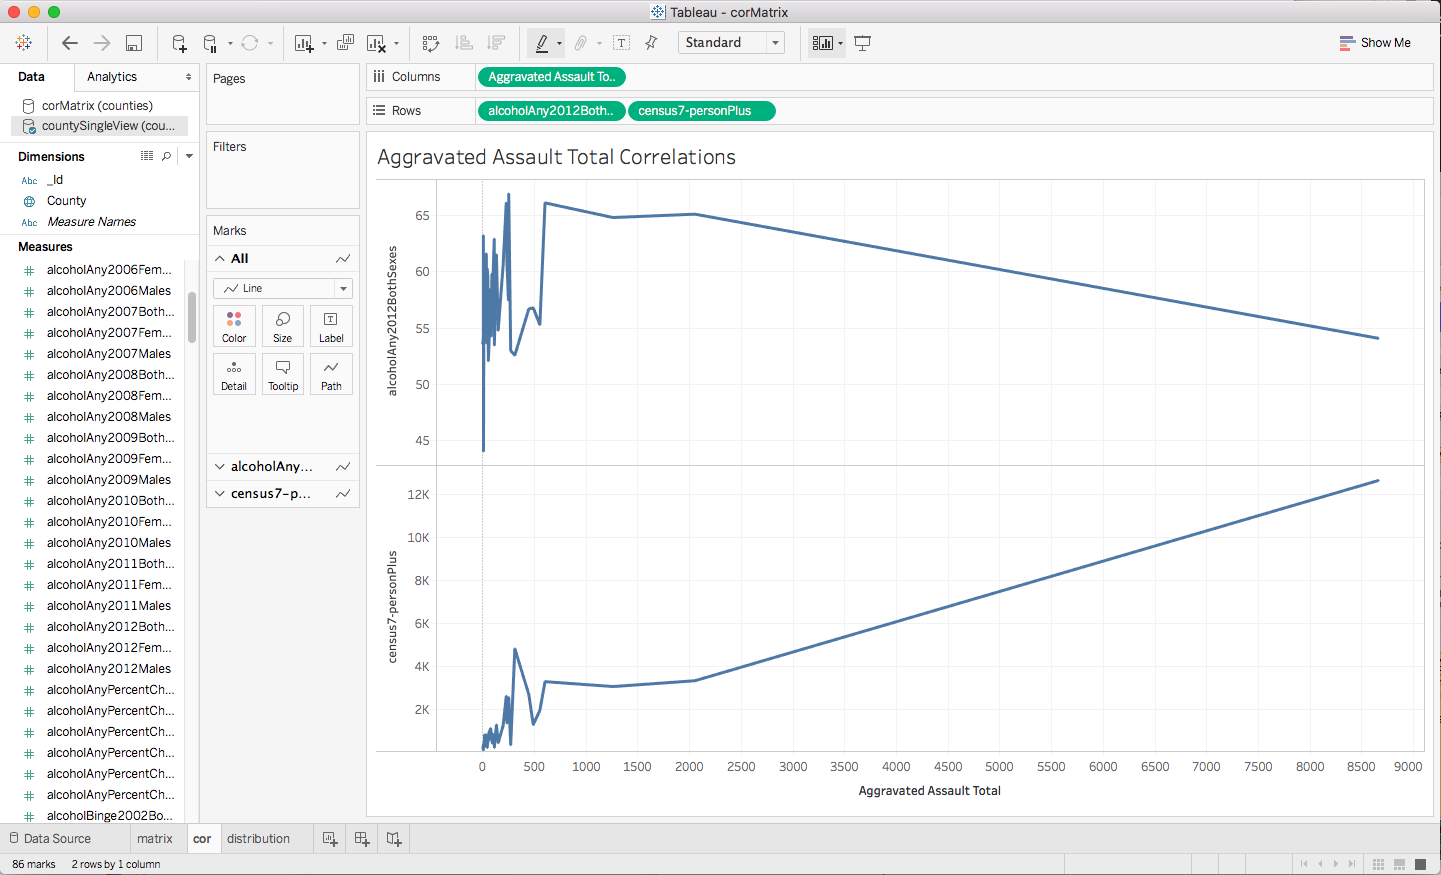 Tableau - corMatrix
Standard
Show Me
Data
Analytics
corMatrix (counties)
countySingleView (cou...
Dimensions
Abc _Id
County
Abc Measure Names
Measures
# alcoholAny2006Fem...
# alcoholAny2006Males
# alcoholAny2007Both...
# alcoholAny2007Fem...
# alcoholAny2007Males
# alcoholAny2008Both...
# alcoholAny2008Fem...
# alcoholAny2008Males
# alcoholAny2009Both...
# alcoholAny2009Fem...
# alcoholAny2009Males
# alcoholAny2010Both...
# alcoholAny2010Fem...
# alcoholAny2010Males
# alcoholAny2011Both...
# alcoholAny2011Fem...
# alcoholAny2011Males
# alcoholAny2012Both...
# alcoholAny2012Fem...
# alcoholAny2012Males
# alcoholAnyPercentCh...
# alcoholAnyPercentCh...
# alcoholAnyPercentCh...
# alcoholAnyPercentCh...
# alcoholAnyPercentCh...
# alcoholAnyPercentCh...
# alcoholBinge2002Bo...
Pages
Filters
Marks
All
Line
Color
Size
T
Label
Detail
Tooltip
Path
alcoholAny...
census7-p...
Columns
Aggravated Assault To..
Rows
alcoholAny2012Both..
census7-personPlus
Aggravated Assault Total Correlations
alcoholAny2012BothSexes
65
60
55
50
45
census7-personPlus
12K
10K
8K
6K
4K
2K
0 500 1000 1500 2000 2500 3000 3500 4000 4500 5000 5500 6000 6500 7000 7500 8000 8500 9000
Aggravated Assault Total
Data Source
matrix
cor
distribution
86 marks
2 rows by 1 column